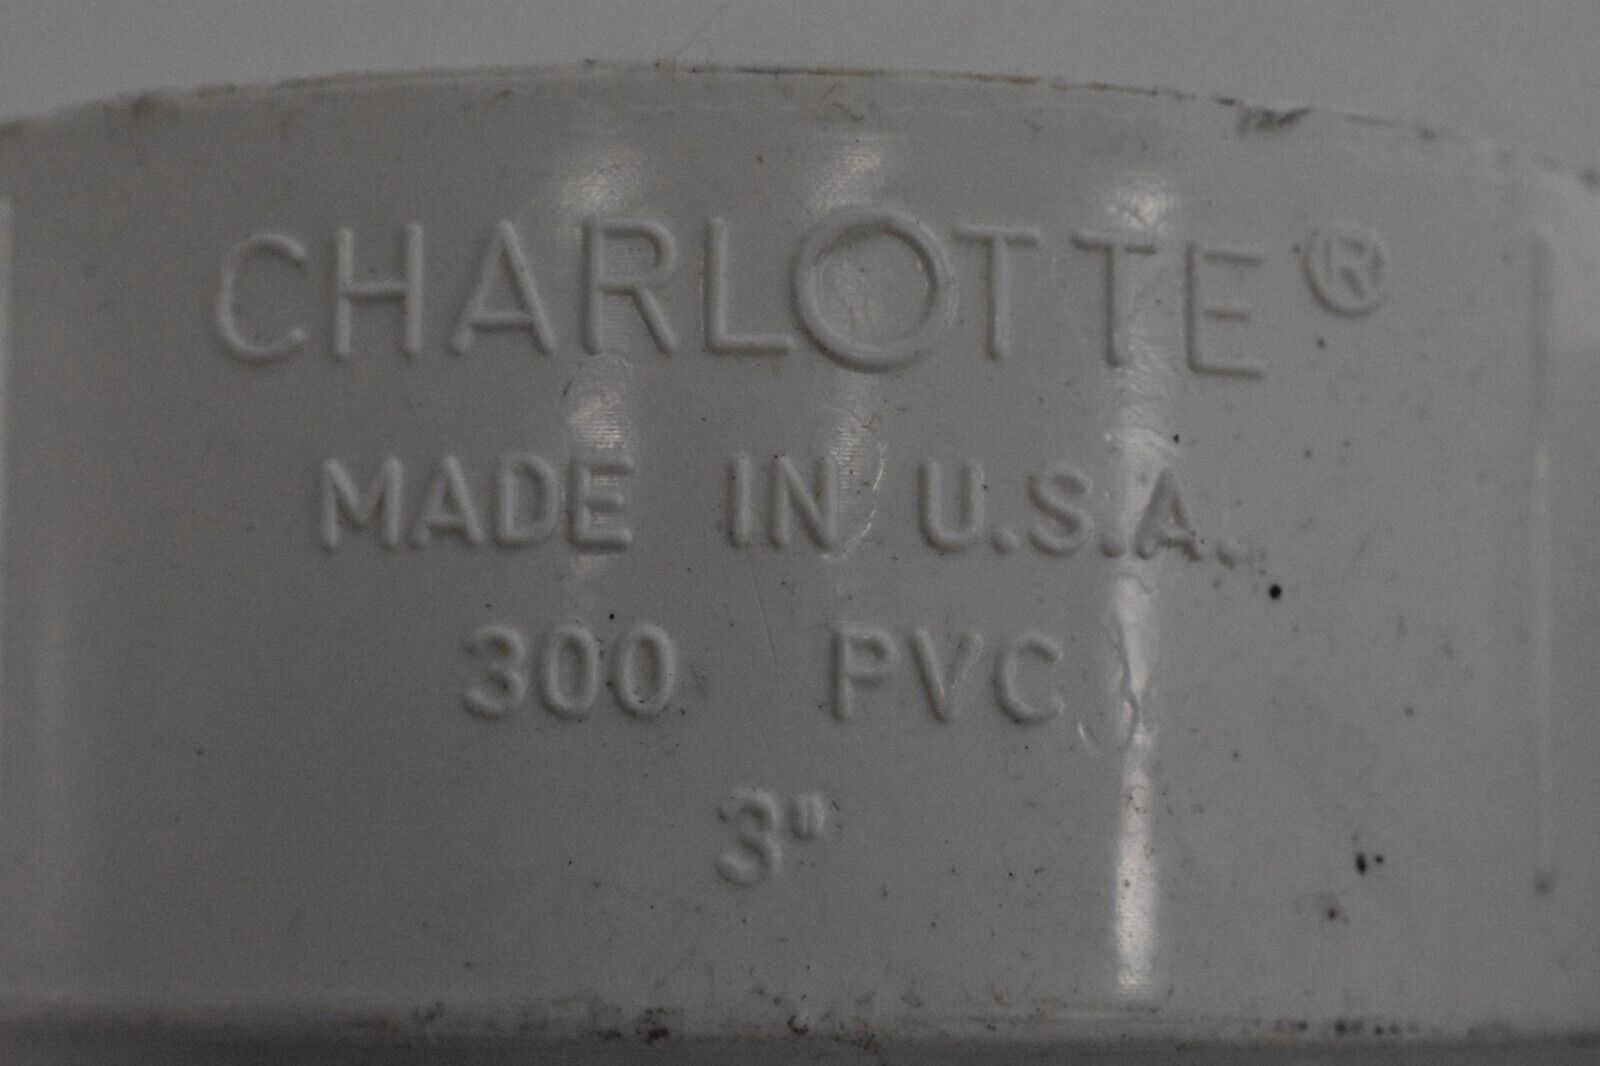 CHARLOTTE®
MADE IN U.S.A.
300 PVC
3"